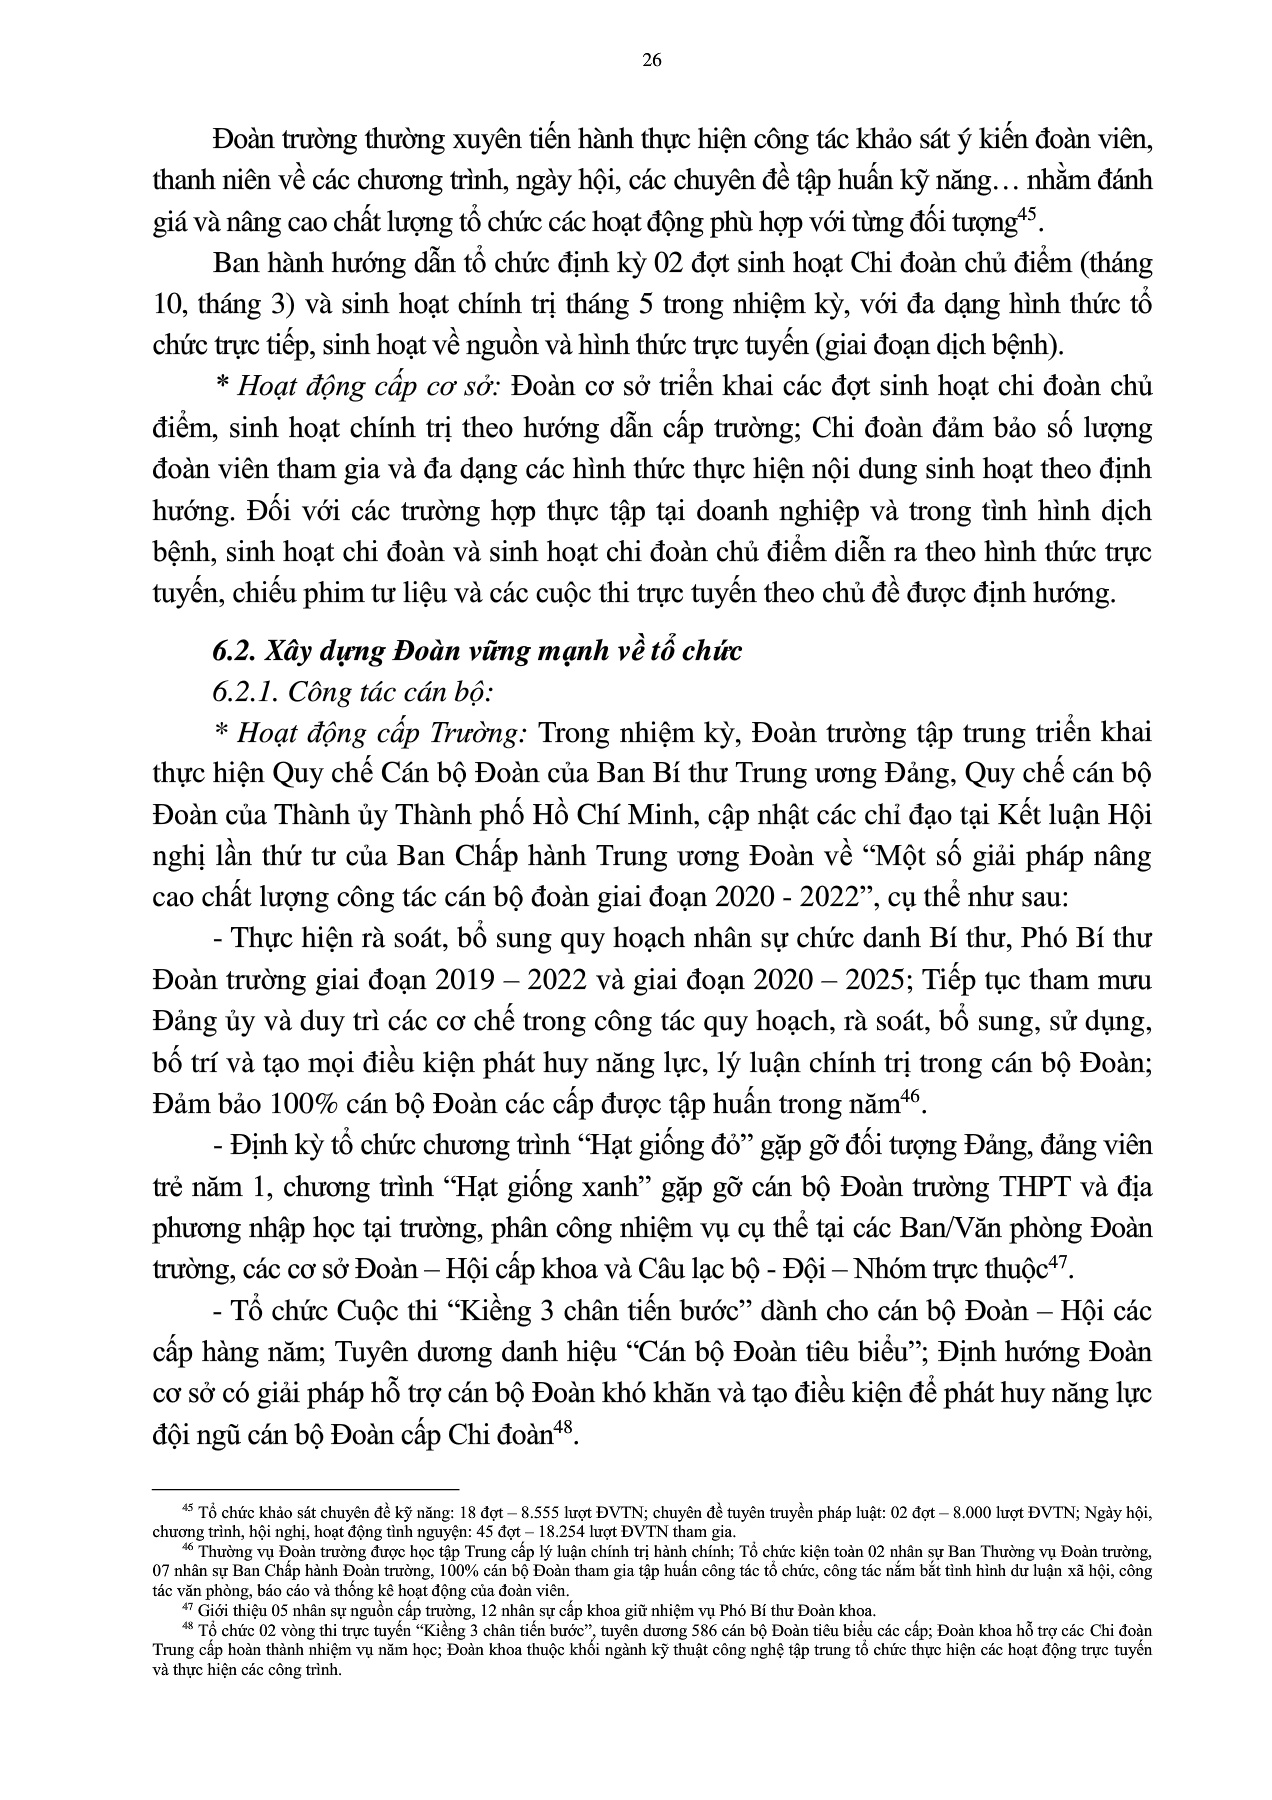 26
Đoàn trường thường xuyên tiến hành thực hiện công tác khảo sát ý kiến đoàn viên,
thanh niên về các chương trình, ngày hội, các chuyên đề tập huấn kỹ năng… nhằm đánh
giá và nâng cao chất lượng tổ chức các hoạt động phù hợp với từng đối tượng45.
Ban hành hướng dẫn tổ chức định kỳ 02 đợt sinh hoạt Chi đoàn chủ điểm (tháng
10, tháng 3) và sinh hoạt chính trị tháng 5 trong nhiệm kỳ, với đa dạng hình thức tổ
chức trực tiếp, sinh hoạt về nguồn và hình thức trực tuyến (giai đoạn dịch bệnh).
* Hoạt động cấp cơ sở: Đoàn cơ sở triển khai các đợt sinh hoạt chi đoàn chủ
điểm, sinh hoạt chính trị theo hướng dẫn cấp trường; Chi đoàn đảm bảo số lượng
đoàn viên tham gia và đa dạng các hình thức thực hiện nội dung sinh hoạt theo định
hướng. Đối với các trường hợp thực tập tại doanh nghiệp và trong tình hình dịch
bệnh, sinh hoạt chi đoàn và sinh hoạt chi đoàn chủ điểm diễn ra theo hình thức trực
tuyến, chiếu phim tư liệu và các cuộc thi trực tuyến theo chủ đề được định hướng.
6.2. Xây dựng Đoàn vững mạnh về tổ chức
6.2.1. Công tác cán bộ:
* Hoạt động cấp Trường: Trong nhiệm kỳ, Đoàn trường tập trung triển khai
thực hiện Quy chế Cán bộ Đoàn của Ban Bí thư Trung ương Đảng, Quy chế cán bộ
Đoàn của Thành ủy Thành phố Hồ Chí Minh, cập nhật các chỉ đạo tại Kết luận Hội
nghị lần thứ tư của Ban Chấp hành Trung ương Đoàn về “Một số giải pháp nâng
cao chất lượng công tác cán bộ đoàn giai đoạn 2020 - 2022”, cụ thể như sau:
- Thực hiện rà soát, bổ sung quy hoạch nhân sự chức danh Bí thư, Phó Bí thư
Đoàn trường giai đoạn 2019 – 2022 và giai đoạn 2020 – 2025; Tiếp tục tham mưu
Đảng ủy và duy trì các cơ chế trong công tác quy hoạch, rà soát, bổ sung, sử dụng,
bố trí và tạo mọi điều kiện phát huy năng lực, lý luận chính trị trong cán bộ Đoàn;
Đảm bảo 100% cán bộ Đoàn các cấp được tập huấn trong năm46.
- Định kỳ tổ chức chương trình “Hạt giống đỏ” gặp gỡ đối tượng Đảng, đảng viên
trẻ năm 1, chương trình “Hạt giống xanh” gặp gỡ cán bộ Đoàn trường THPT và địa
phương nhập học tại trường, phân công nhiệm vụ cụ thể tại các Ban/Văn phòng Đoàn
trường, các cơ sở Đoàn – Hội cấp khoa và Câu lạc bộ - Đội – Nhóm trực thuộc47.
- Tổ chức Cuộc thi “Kiềng 3 chân tiến bước” dành cho cán bộ Đoàn – Hội các
cấp hàng năm; Tuyên dương danh hiệu “Cán bộ Đoàn tiêu biểu”; Định hướng Đoàn
cơ sở có giải pháp hỗ trợ cán bộ Đoàn khó khăn và tạo điều kiện để phát huy năng lực
đội ngũ cán bộ Đoàn cấp Chi đoàn48.
45 Tổ chức khảo sát chuyên đề kỹ năng: 18 đợt – 8.555 lượt ĐVTN; chuyên đề tuyên truyền pháp luật: 02 đợt – 8.000 lượt ĐVTN; Ngày hội,
chương trình, hội nghị, hoạt động tình nguyện: 45 đợt – 18.254 lượt ĐVTN tham gia.
46 Thường vụ Đoàn trường được học tập Trung cấp lý luận chính trị hành chính; Tổ chức kiện toàn 02 nhân sự Ban Thường vụ Đoàn trường,
07 nhân sự Ban Chấp hành Đoàn trường, 100% cán bộ Đoàn tham gia tập huấn công tác tổ chức, công tác nắm bắt tình hình dư luận xã hội, công
tác văn phòng, báo cáo và thống kê hoạt động của đoàn viên.
47 Giới thiệu 05 nhân sự nguồn cấp trường, 12 nhân sự cấp khoa giữ nhiệm vụ Phó Bí thư Đoàn khoa.
48 Tổ chức 02 vòng thi trực tuyến “Kiềng 3 chân tiến bước”, tuyên dương 586 cán bộ Đoàn tiêu biểu các cấp; Đoàn khoa hỗ trợ các Chi đoàn
Trung cấp hoàn thành nhiệm vụ năm học; Đoàn khoa thuộc khối ngành kỹ thuật công nghệ tập trung tổ chức thực hiện các hoạt động trực tuyến
và thực hiện các công trình.